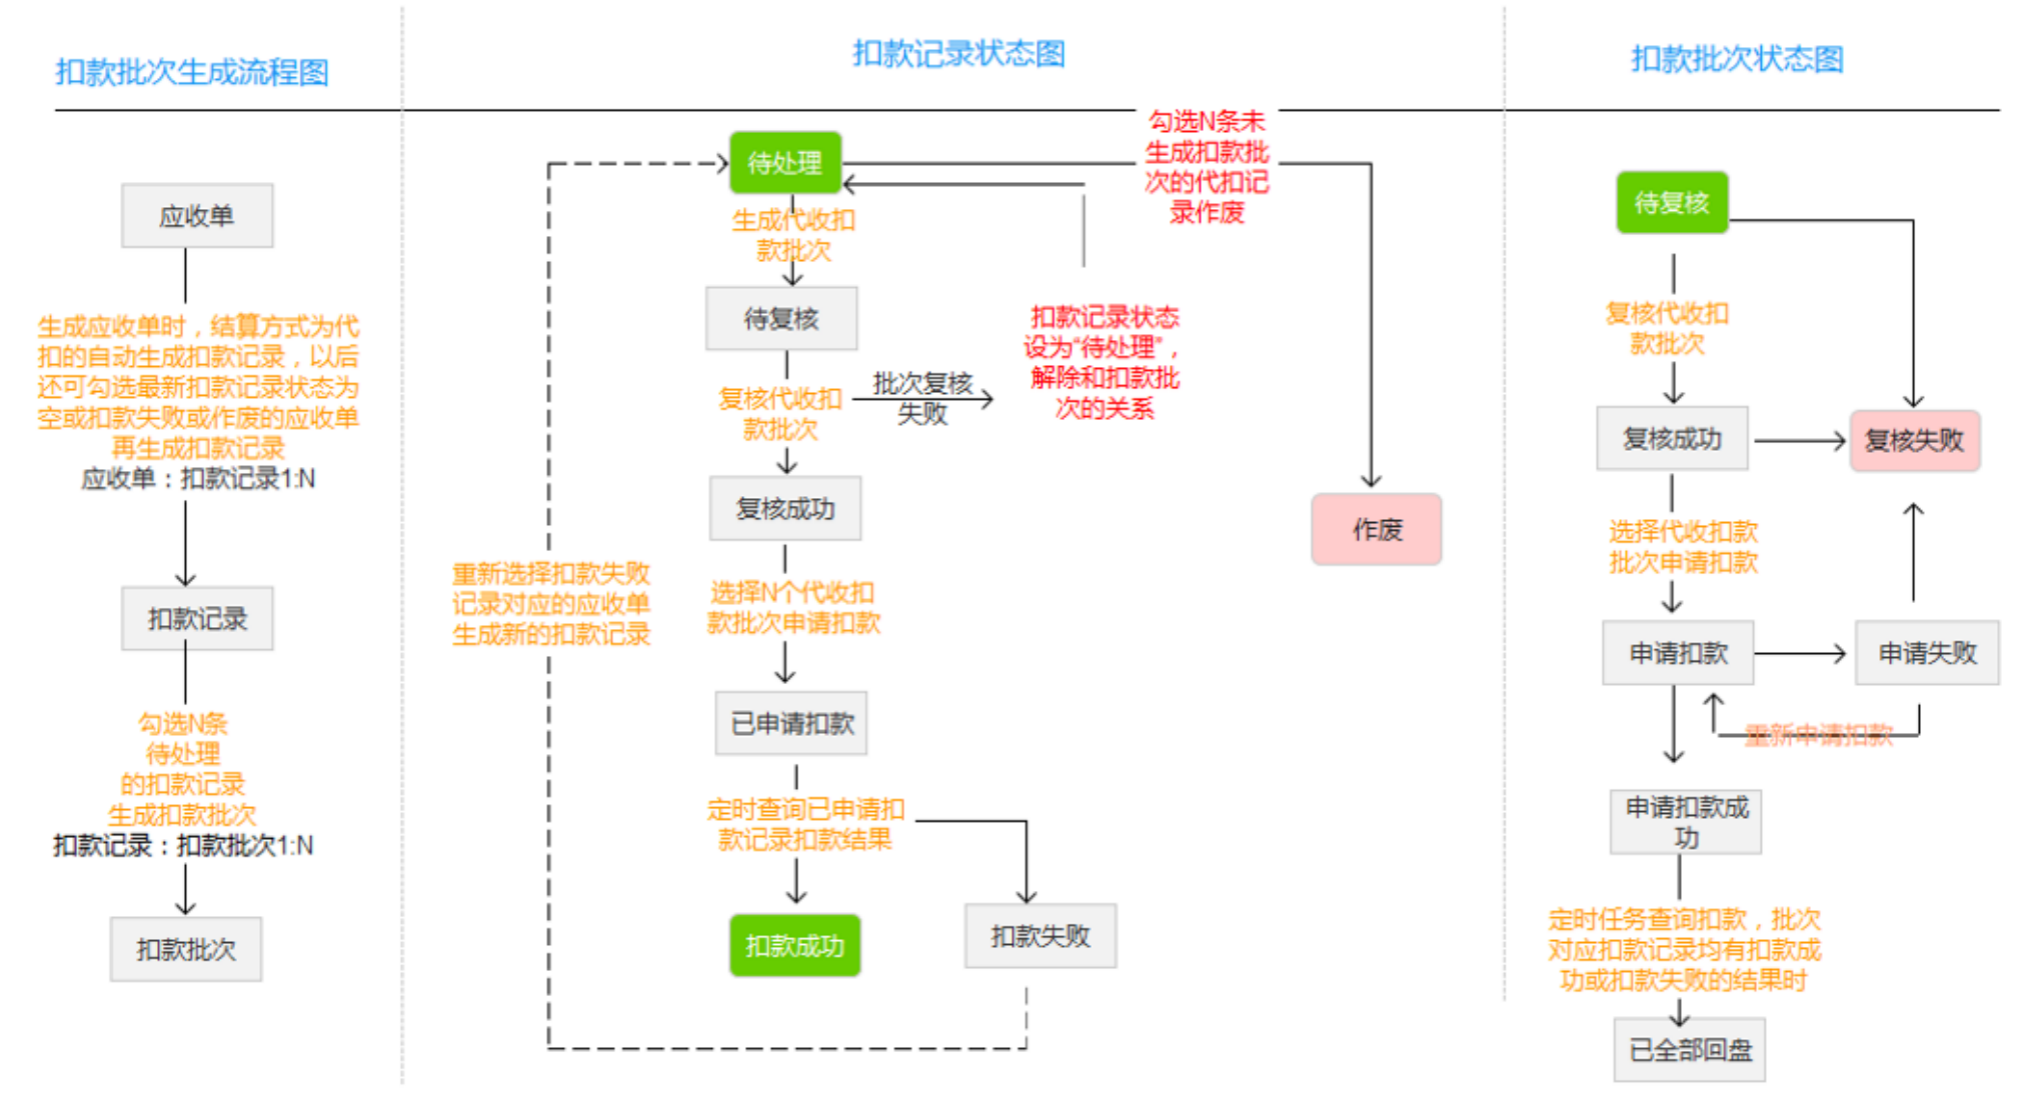 扣款批次生成流程图
应收单
生成应收单时，结算方式为代
扣的自动生成扣款记录，以后
还可勾选最新扣款记录状态为
空或扣款失败或作废的应收单
再生成扣款记录
应收单：扣款记录1:N
扣款记录
勾选N条
待处理
的扣款记录
生成扣款批次
扣款记录：扣款批次1:N
扣款批次
扣款记录状态图
待处理
勾选N条未
生成扣款批
次的代扣记
录作废
生成代收扣
款批次
待复核
扣款记录状态
设为“待处理”，
解除和扣款批
次的关系
复核代收扣
款批次
批次复核
失败
复核成功
作废
重新选择扣款失败
记录对应的应收单
生成新的扣款记录
选择N个代收扣
款批次申请扣款
已申请扣款
定时查询已申请扣
款记录扣款结果
扣款成功
扣款失败
扣款批次状态图
待复核
复核代收扣
款批次
复核成功
复核失败
选择代收扣款
批次申请扣款
申请扣款
申请失败
重新申请扣款
申请扣款成
功
定时任务查询扣款，批次
对应扣款记录均有扣款成
功或扣款失败的结果时
已全部回盘